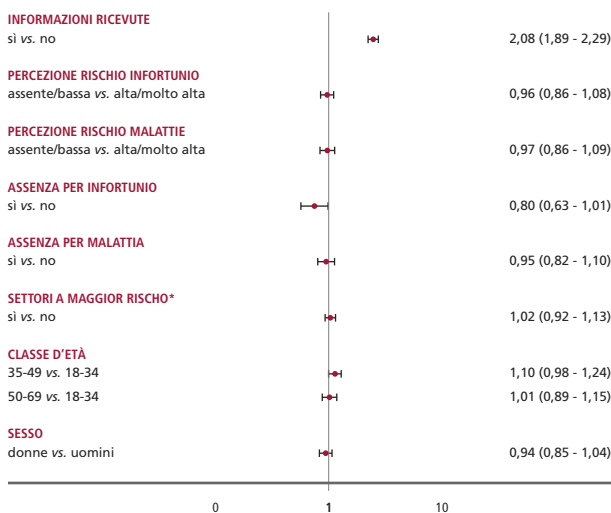 INFORMAZIONI RICEVUTE
sì vs. no 2,08 (1,89 - 2,29)
PERCEZIONE RISCHIO INFORTUNIO
assente/bassa vs. alta/molto alta 0,96 (0,86 - 1,08)
PERCEZIONE RISCHIO MALATTIE
assente/bassa vs. alta/molto alta 0,97 (0,86 - 1,09)
ASSENZA PER INFORTUNIO
sì vs. no 0,80 (0,63 - 1,01)
ASSENZA PER MALATTIA
sì vs. no 0,95 (0,82 - 1,10)
SETTORI A MAGGIOR RISCHO*
sì vs. no 1,02 (0,92 - 1,13)
CLASSE D'ETÀ
35-49 vs. 18-34 1,10 (0,98 - 1,24)
50-69 vs. 18-34 1,01 (0,89 - 1,15)
SESSO
donne vs. uomini 0,94 (0,85 - 1,04)
0 1 10